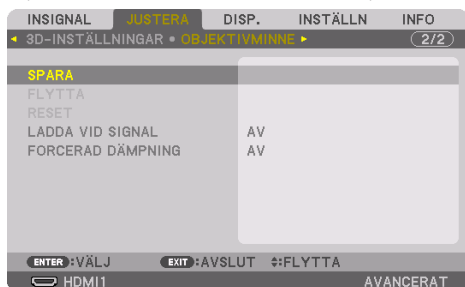 INSIGNAL JUSTERA DISP. INSTÄLLN INFO
3D-INSTÄLLNINGAR • OBJEKTIVMINNE 2/2
SPARA
FLYTTA
RESET
LADDA VID SIGNAL AV
FORCERAD DÄMPNING AV
ENTER :VÄLJ EXIT :AVSLUT :FLYTTA
HDMI1 AVANCERAT